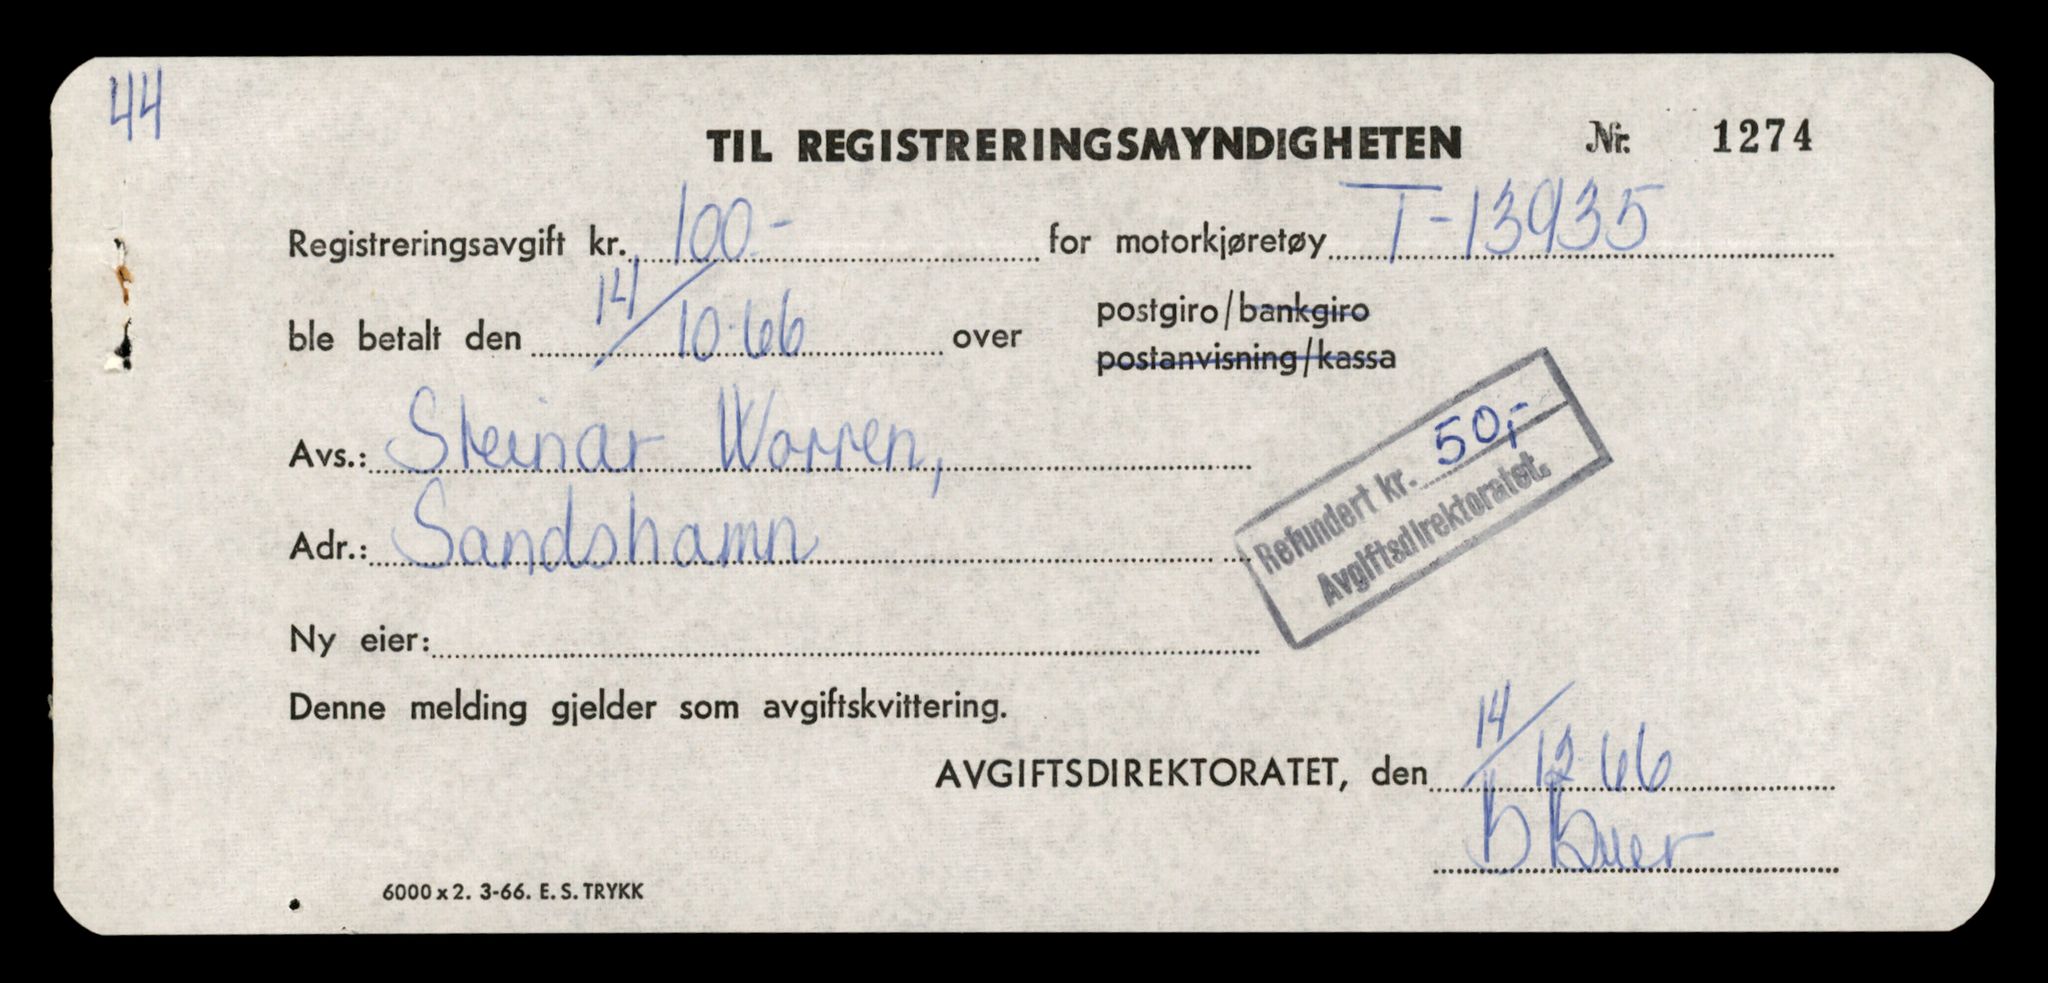 44
TIL REGISTRERINGSMYNDIGHETEN Nr. 1274
Registreringsavgift kr. 100.- for motorkjøretøy T-13935
ble betalt den 14/10-66 over postgiro/bankgiro
postanvisning/kassa
Avs.: Steinar Warren,
Adr.: Sandshamn
Refundert kr. 50,-
Avgiftsdirektoratet.
Ny eier:
Denne melding gjelder som avgiftskvittering.
AVGIFTSDIREKTORATET, den 14/12-66
6000 x 2. 3-66. E. S. TRYKK